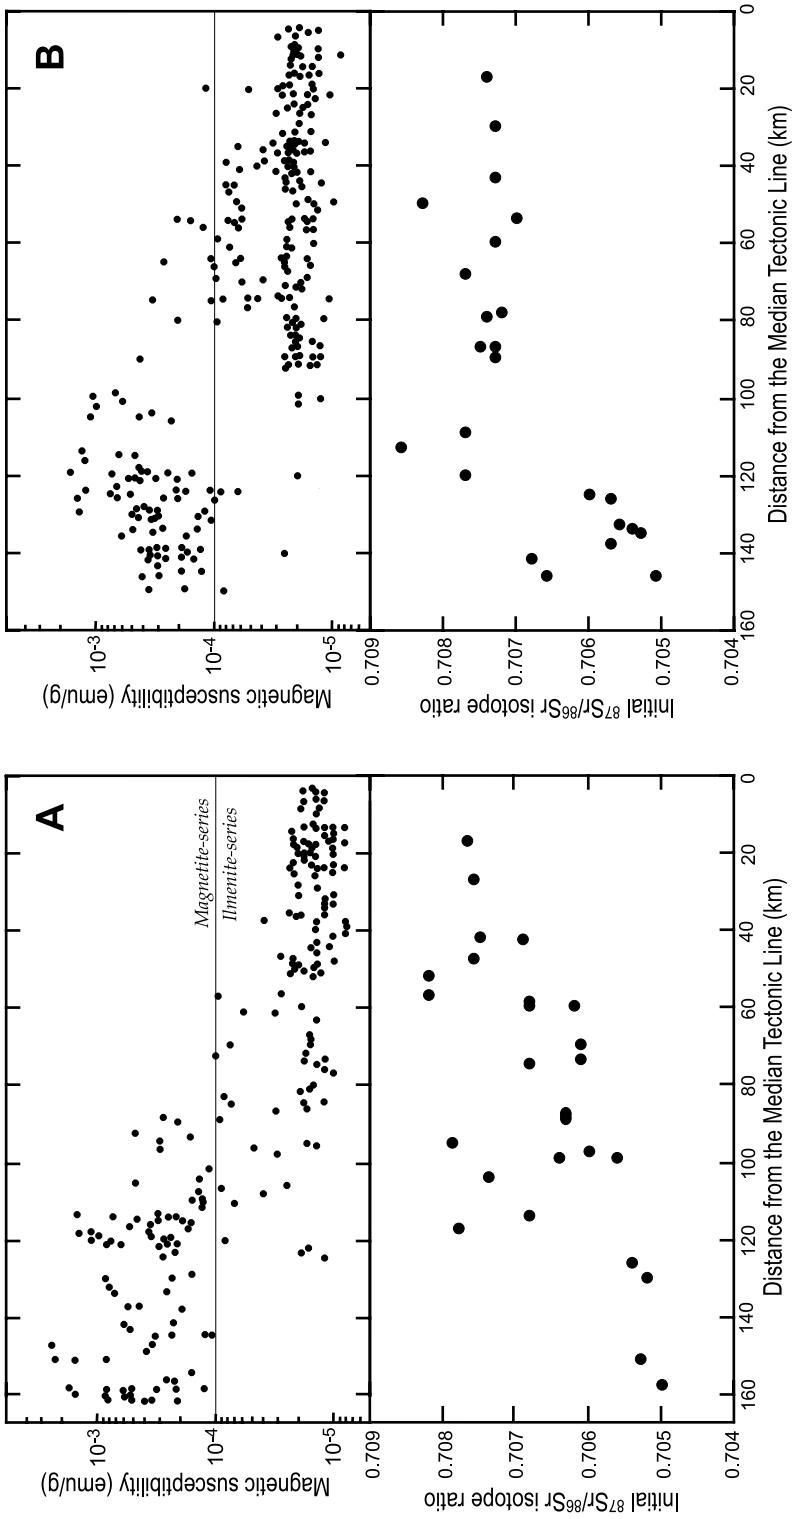 A
Magnetite-series
Ilmenite-series
Magnetic susceptibility (emu/g)
10-3
10-4
10-5
Initial 87Sr/86Sr isotope ratio
0.709
0.708
0.707
0.706
0.705
0.704
160 140 120 100 80 60 40 20 0
Distance from the Median Tectonic Line (km)
B
Magnetic susceptibility (emu/g)
10-3
10-4
10-5
Initial 87Sr/86Sr isotope ratio
0.709
0.708
0.707
0.706
0.705
0.704
160 140 120 100 80 60 40 20 0
Distance from the Median Tectonic Line (km)